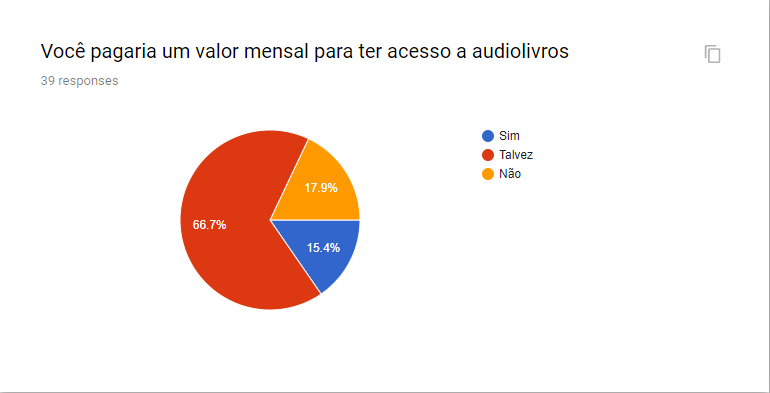 Você pagaria um valor mensal para ter acesso a audiolivros
39 responses
Sim
Talvez
Não
17.9%
66.7%
15.4%